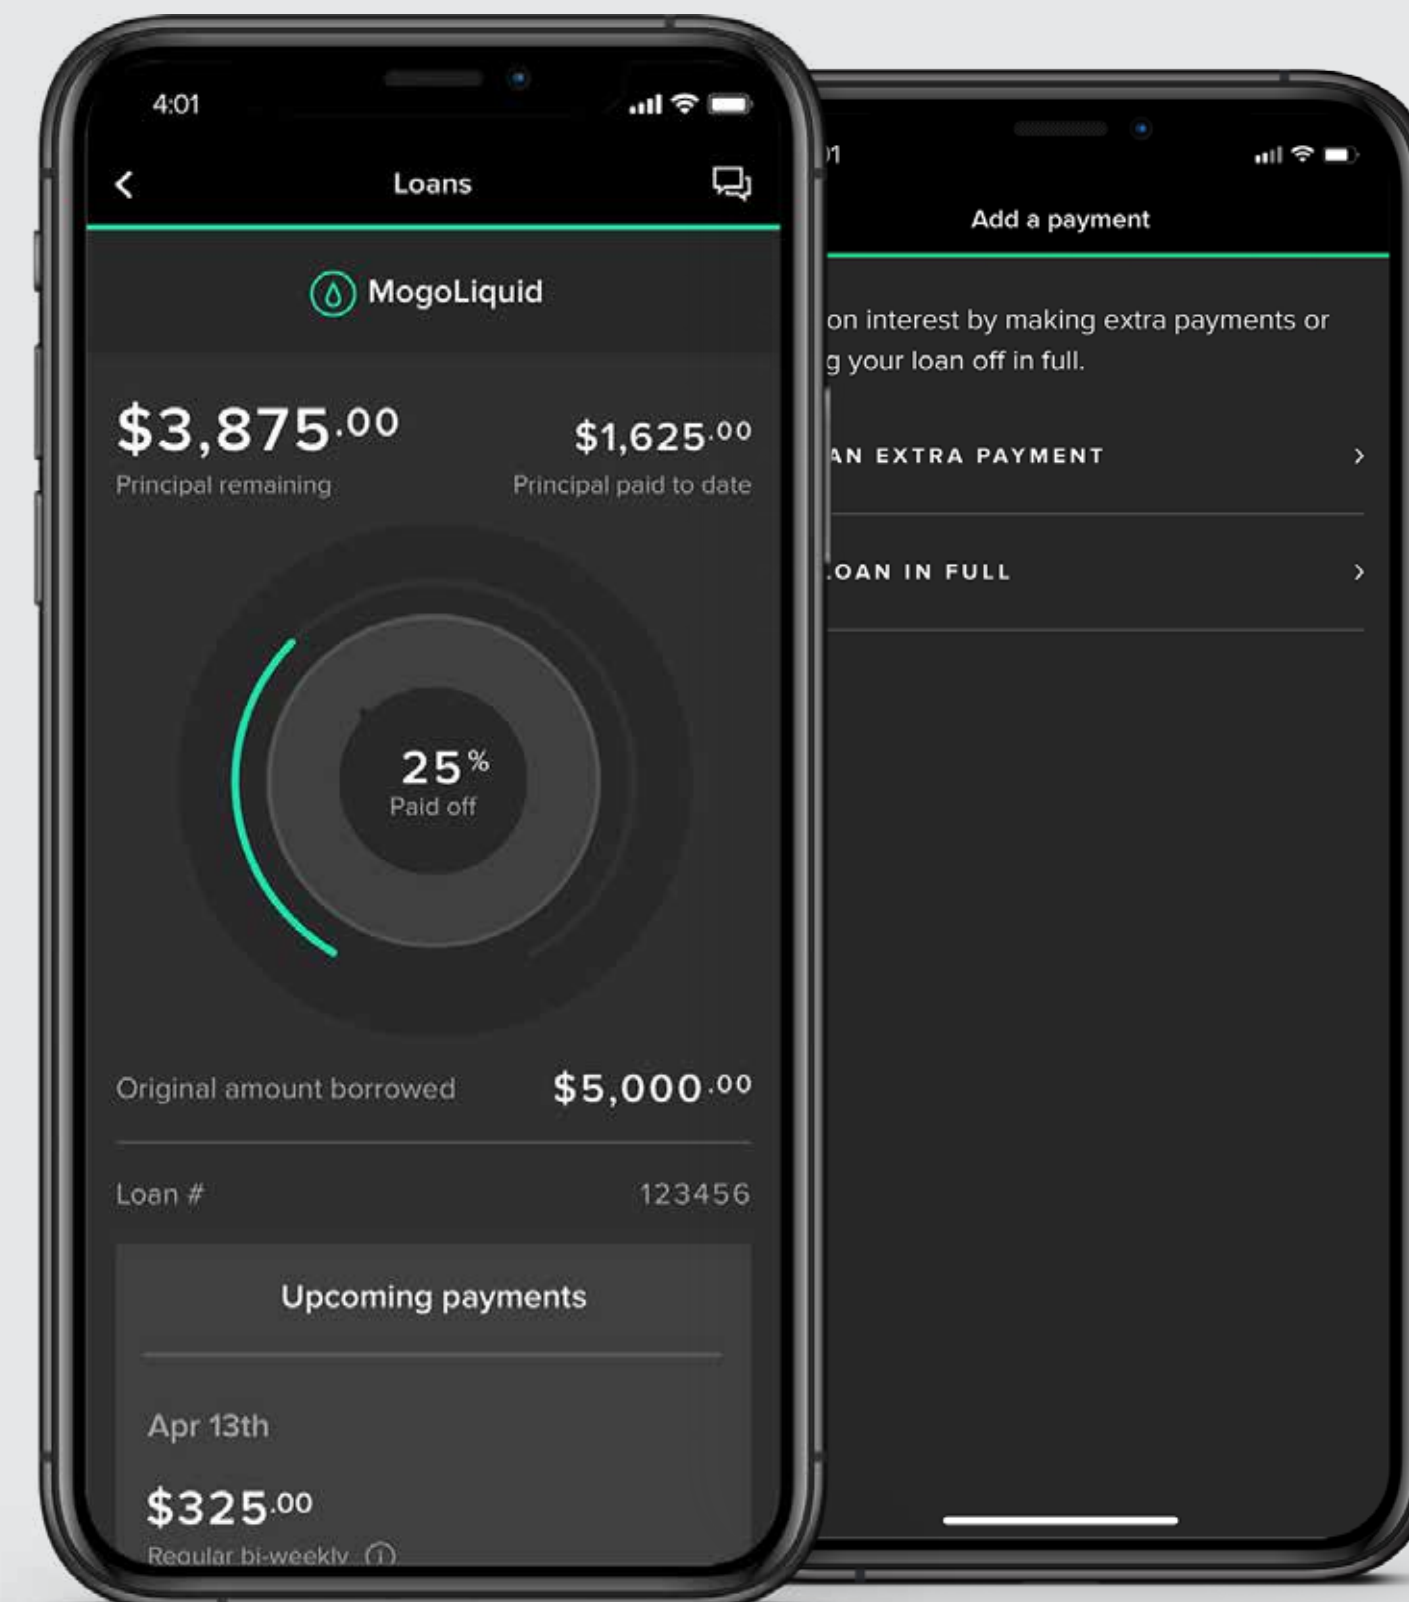 4:01
Loans
MogoLiquid
$3,875.00
$1,625.00
Principal remaining
Principal paid to date
25%
Paid off
Original amount borrowed
$5,000.00
Loan #
123456
Upcoming payments
Apr 13th
$325.00
Regular bi-weekly
Add a payment
on interest by making extra payments or
your loan off in full.
AN EXTRA PAYMENT
LOAN IN FULL